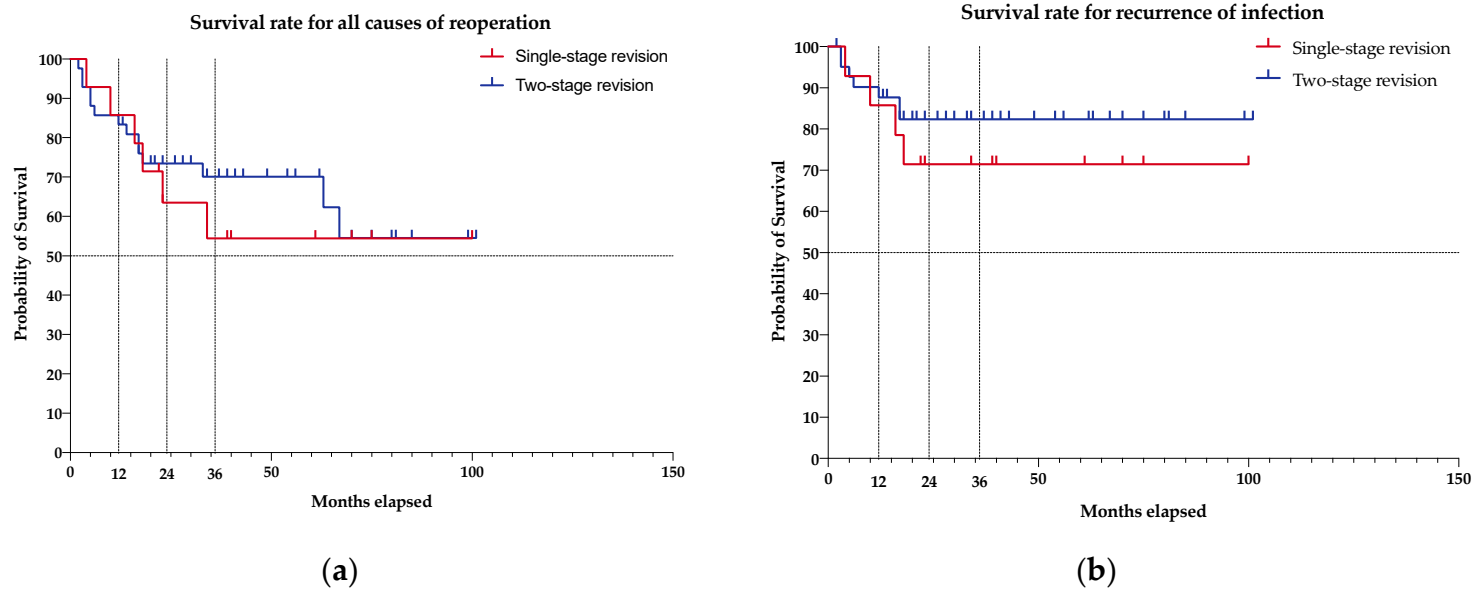 Survival rate for all causes of reoperation
Single-stage revision
Two-stage revision
Probability of Survival
100
90
80
70
60
50
40
30
20
10
0
0 12 24 36 50 100 150
Months elapsed
(a)
Survival rate for recurrence of infection
Single-stage revision
Two-stage revision
Probability of Survival
100
90
80
70
60
50
40
30
20
10
0
0 12 24 36 50 100 150
Months elapsed
(b)